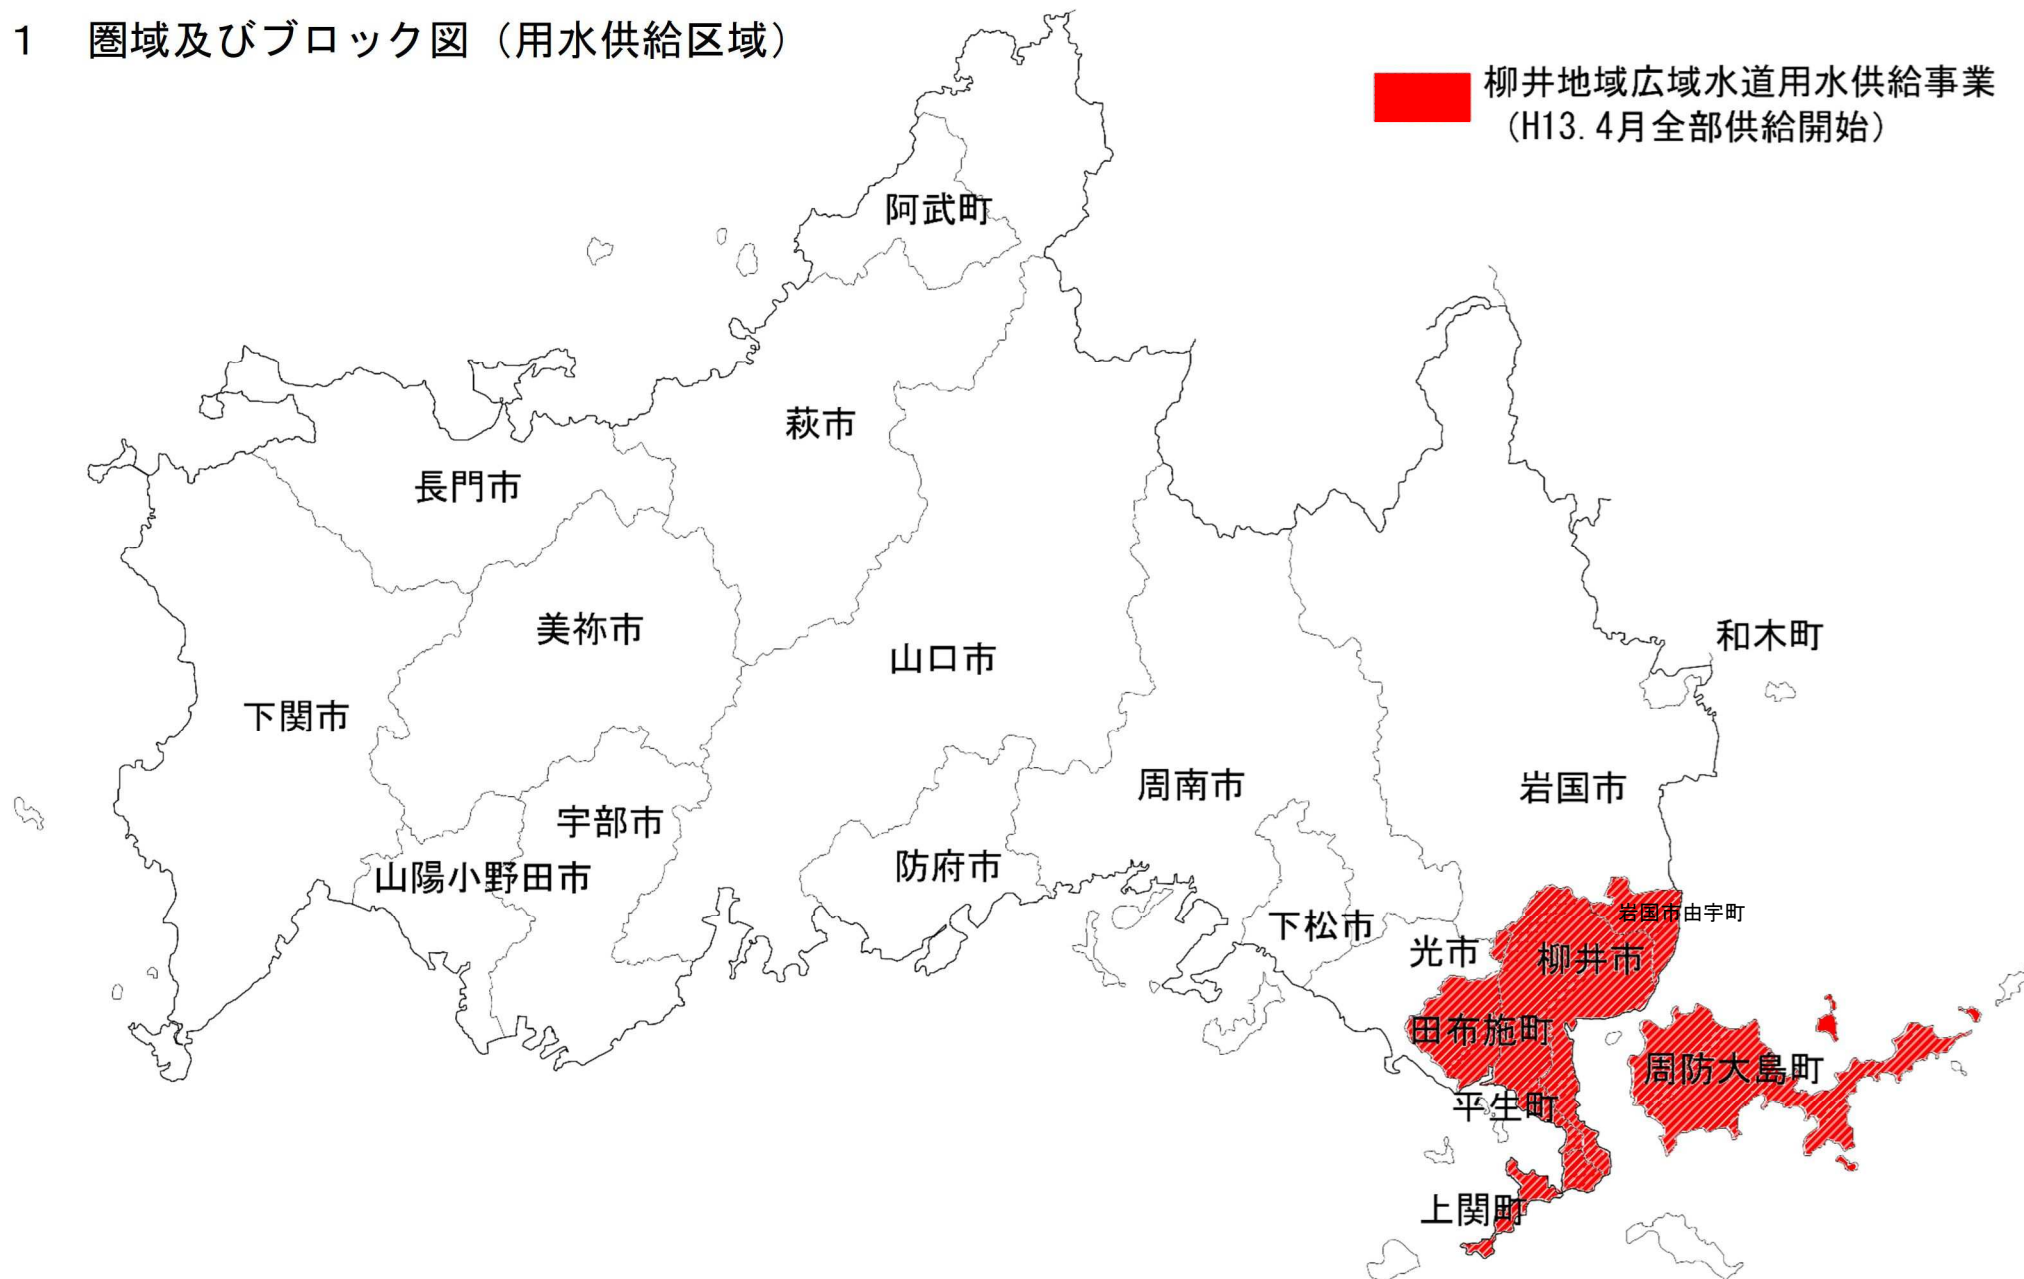 1 圏域及びブロック図（用水供給区域）
柳井地域広域水道用水供給事業
（H13.4月全部供給開始）
阿武町
萩市
長門市
美祢市
山口市
和木町
下関市
周南市
岩国市
宇部市
防府市
山陽小野田市
下松市
岩国市由宇町
光市
柳井市
田布施町
周防大島町
平生町
上関町